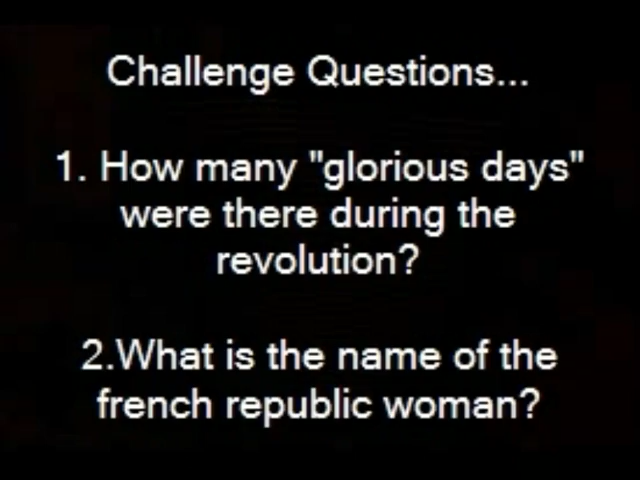 Challenge Questions...
1. How many "glorious days"
were there during the
revolution?
2.What is the name of the
french republic woman?